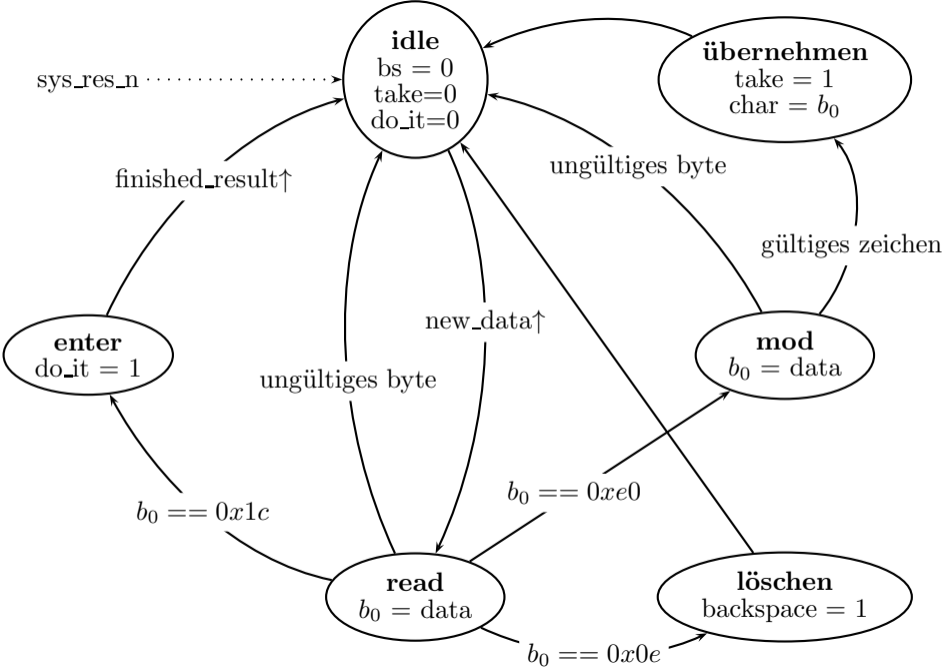 idle
bs = 0
take=0
do_it=0
sys_res_n
übernehmen
take = 1
char = b₀
ungültiges byte
finished_result↑
gültiges zeichen
new_data↑
enter
do_it = 1
mod
b₀ = data
ungültiges byte
b₀ == 0xe0
b₀ == 0x1c
read
b₀ = data
löschen
backspace = 1
b₀ == 0x0e